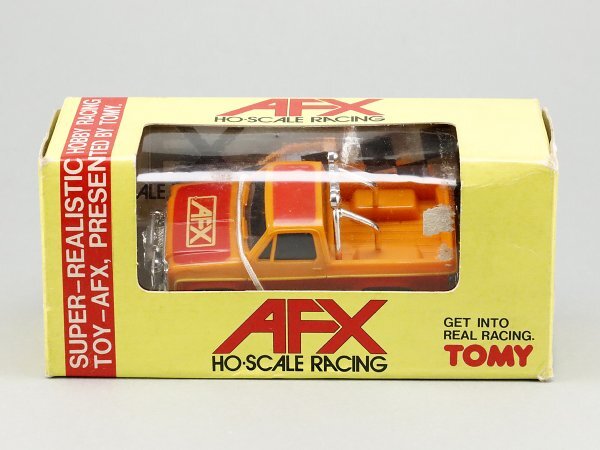 SUPER-REALISTIC HOBBY RACING
TOY-AFX, PRESENTED BY TOMY.
AFX
HO·SCALE RACING
ALE
AFX
AFX
HO·SCALE RACING
GET INTO
REAL RACING.
TOMY